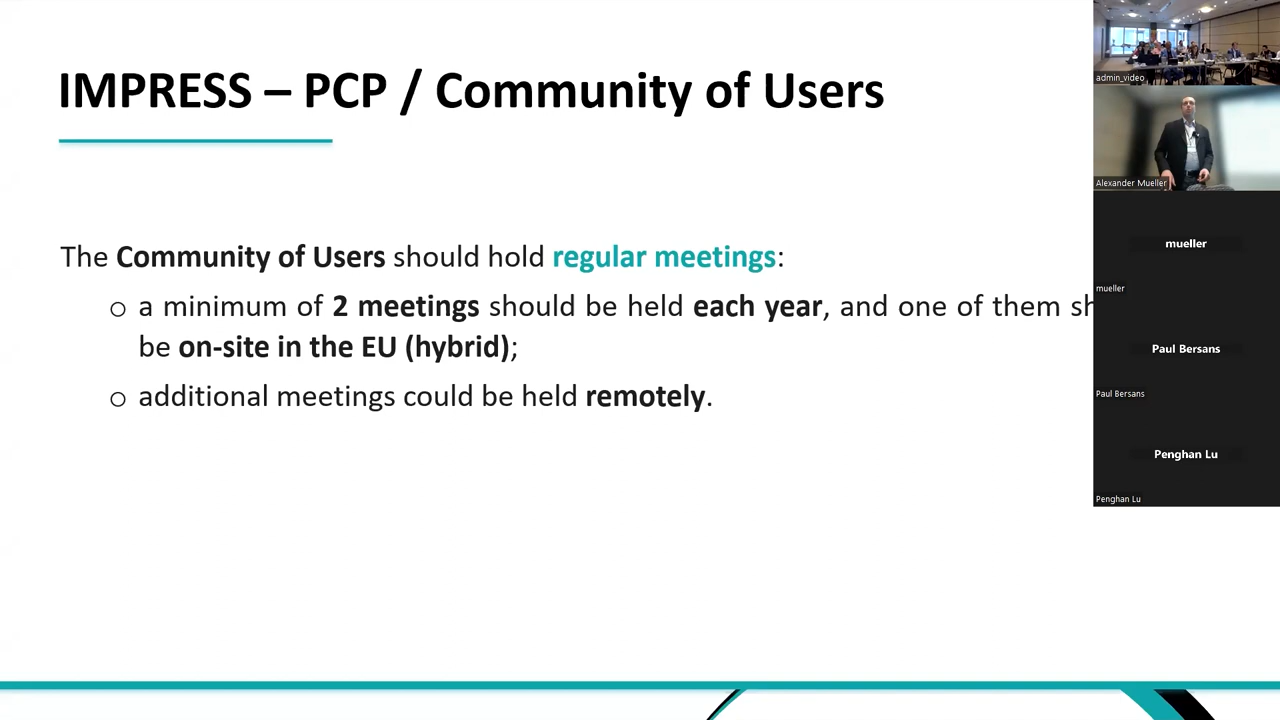 IMPRESS – PCP / Community of Users
The Community of Users should hold regular meetings:
o a minimum of 2 meetings should be held each year, and one of them sh
be on-site in the EU (hybrid);
o additional meetings could be held remotely.
admin_video
Alexander Mueller
mueller
mueller
Paul Bersans
Paul Bersans
Penghan Lu
Penghan Lu